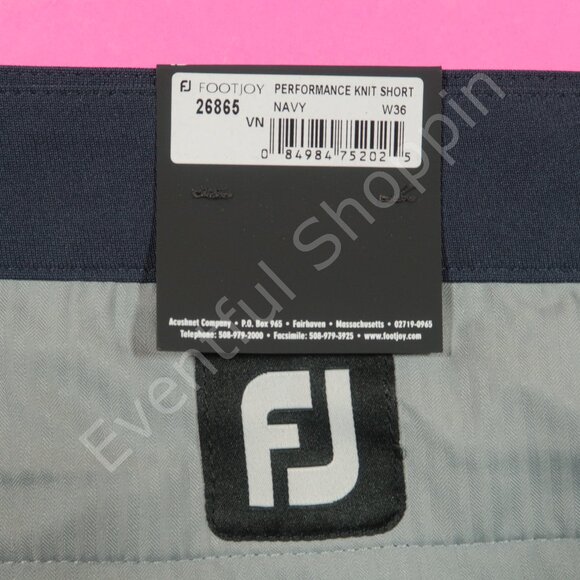 FJ FOOTJOY PERFORMANCE KNIT SHORT
26865 NAVY W36
VN
0 84984 75202 5
Acushnet Company • P.O. Box 965 • Fairhaven • Massachusetts • 02719-0965
Telephone: 508-979-2000 • Facsimile: 508-979-3925 • www.footjoy.com
FJ
Eventful Shoppin